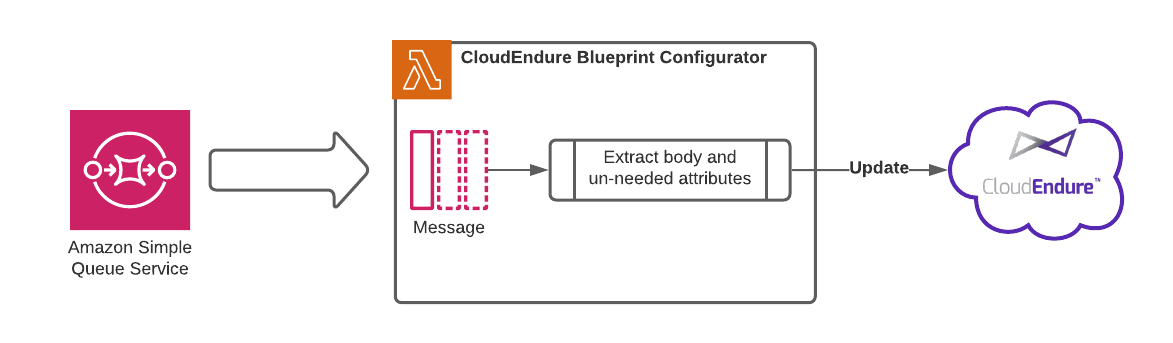 CloudEndure Blueprint Configurator
Amazon Simple
Queue Service
Message
Extract body and
un-needed attributes
Update
CloudEndure™